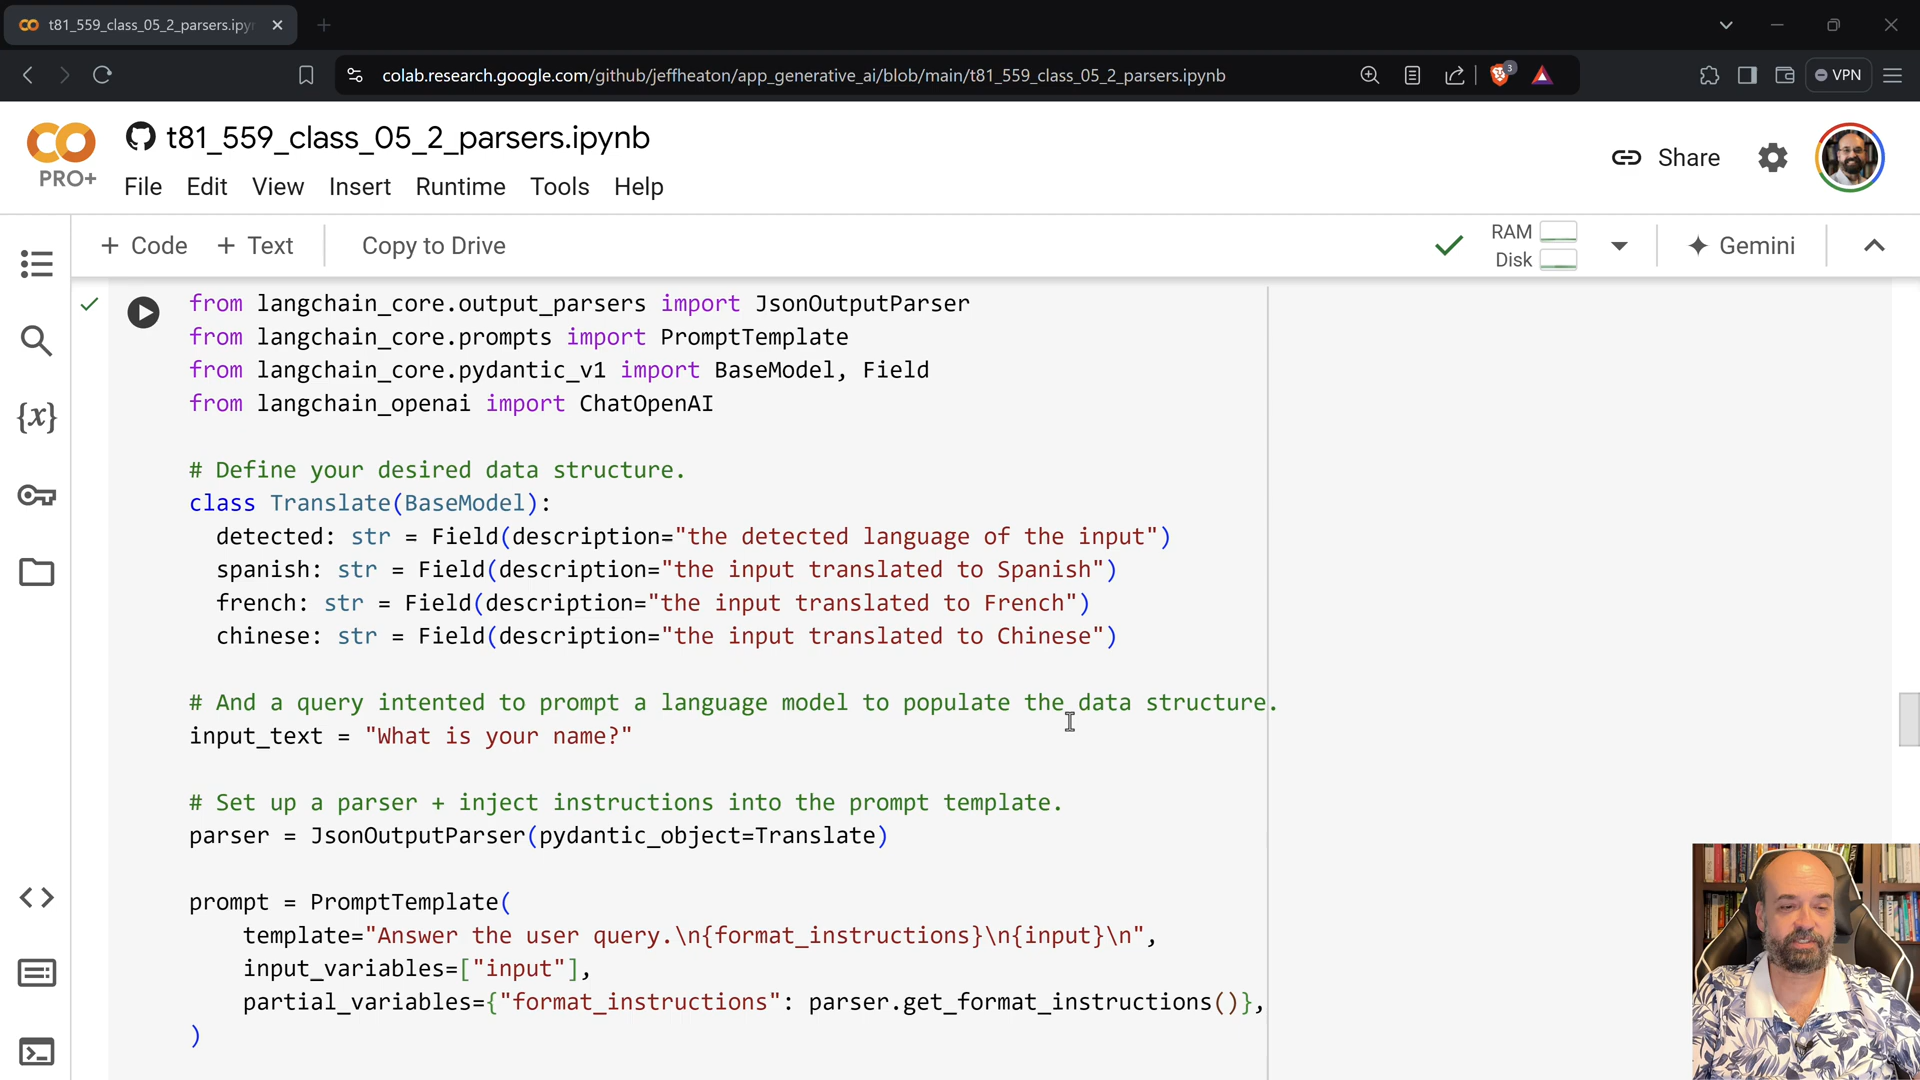 t81_559_class_05_2_parsers.ipy
colab.research.google.com/github/jeffheaton/app_generative_ai/blob/main/t81_559_class_05_2_parsers.ipynb
3
VPN
PRO+
t81_559_class_05_2_parsers.ipynb
File Edit View Insert Runtime Tools Help
Share
+ Code + Text Copy to Drive
RAM
Disk
Gemini
{x}
from langchain_core.output_parsers import JsonOutputParser
from langchain_core.prompts import PromptTemplate
from langchain_core.pydantic_v1 import BaseModel, Field
from langchain_openai import ChatOpenAI
# Define your desired data structure.
class Translate(BaseModel):
detected: str = Field(description="the detected language of the input")
spanish: str = Field(description="the input translated to Spanish")
french: str = Field(description="the input translated to French")
chinese: str = Field(description="the input translated to Chinese")
# And a query intented to prompt a language model to populate the data structure.
input_text = "What is your name?"
# Set up a parser + inject instructions into the prompt template.
parser = JsonOutputParser(pydantic_object=Translate)
prompt = PromptTemplate(
template="Answer the user query.\n{format_instructions}\n{input}\n",
input_variables=["input"],
partial_variables={"format_instructions": parser.get_format_instructions()},
)